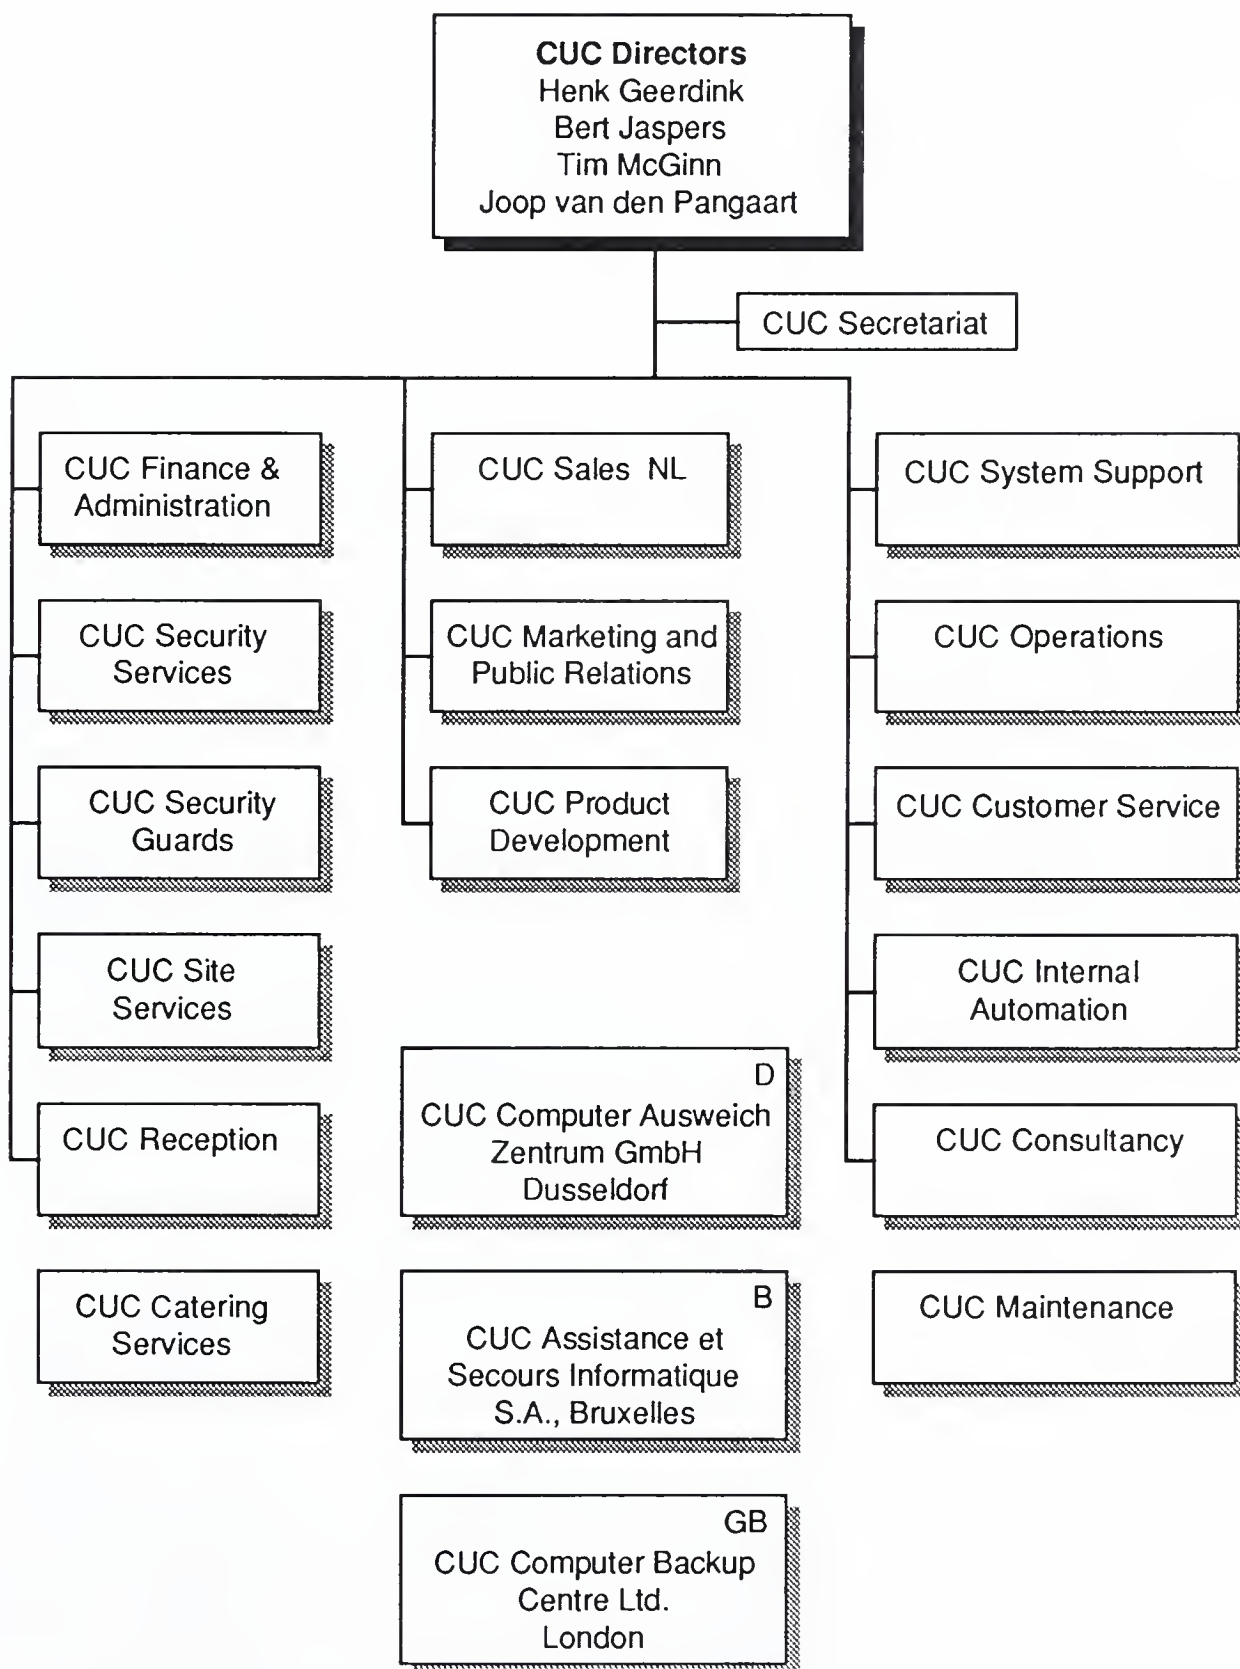 CUC Directors
Henk Geerdink
Bert Jaspers
Tim McGinn
Joop van den Pangaart
CUC Secretariat
CUC Finance &
Administration
CUC Security
Services
CUC Security
Guards
CUC Site
Services
CUC Reception
CUC Catering
Services
CUC Sales NL
CUC Marketing and
Public Relations
CUC Product
Development
D
CUC Computer Ausweich
Zentrum GmbH
Dusseldorf
B
CUC Assistance et
Secours Informatique
S.A., Bruxelles
GB
CUC Computer Backup
Centre Ltd.
London
CUC System Support
CUC Operations
CUC Customer Service
CUC Internal
Automation
CUC Consultancy
CUC Maintenance